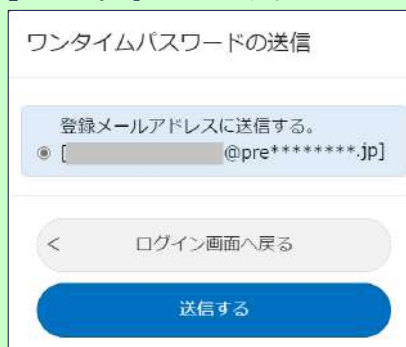 ワンタイムパスワードの送信
登録メールアドレスに送信する。
[ @pre********.jp]
< ログイン画面へ戻る
送信する